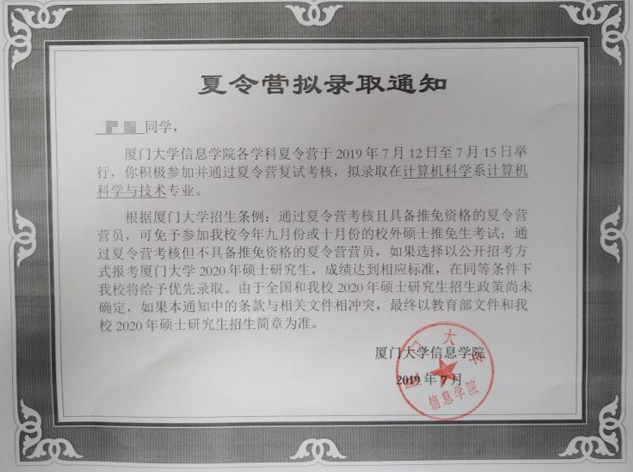 夏令营拟录取通知
同学，
厦门大学信息学院各学科夏令营于 2019 年 7 月 12 日至 7 月 15 日举
行，你积极参加并通过夏令营复试考核，拟录取在计算机科学系计算机
科学与技术专业。
根据厦门大学招生条例：通过夏令营考核且具备推免资格的夏令营
营员，可免予参加我校今年九月份或十月份的校外硕士推免生考试；通
过夏令营考核但不具备推免资格的夏令营营员，如果选择以公开招考方
式报考厦门大学 2020 年硕士研究生，成绩达到相应标准，在同等条件下
我校将给予优先录取。由于全国和我校 2020 年硕士研究生招生政策尚未
确定，如果本通知中的条款与相关文件相冲突，最终以教育部文件和我
校 2020 年硕士研究生招生简章为准。
厦门大学信息学院
2019 年 7 月
信息学院